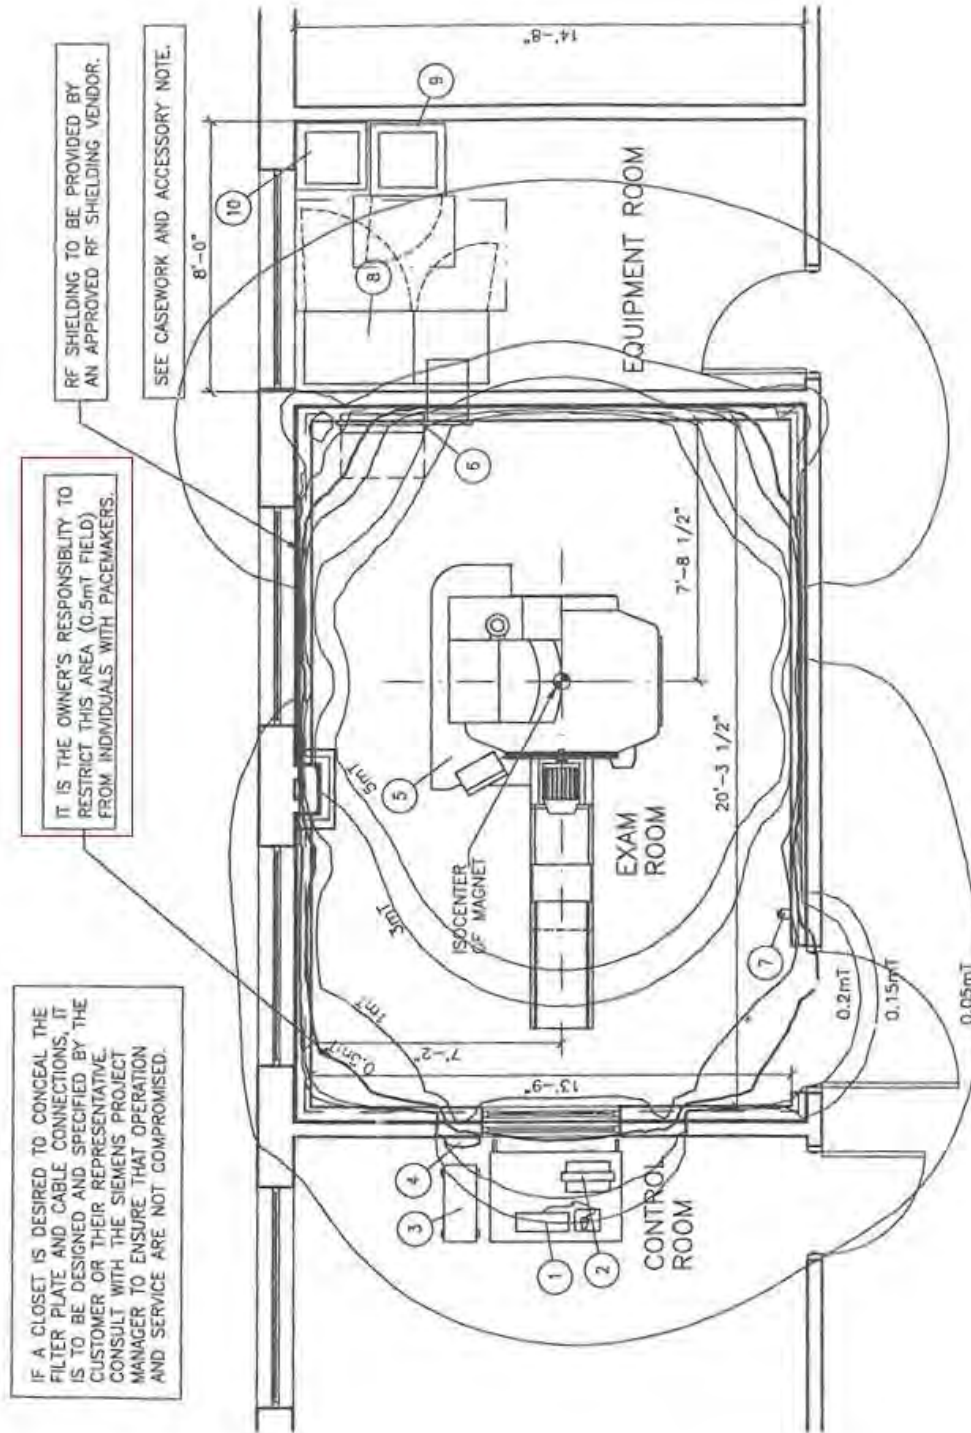 IF A CLOSET IS DESIRED TO CONCEAL THE
FILTER PLATE AND CABLE CONNECTIONS, IT
IS TO BE DESIGNED AND SPECIFIED BY THE
CUSTOMER OR THEIR REPRESENTATIVE.
CONSULT WITH THE SIEMENS PROJECT
MANAGER TO ENSURE THAT OPERATION
AND SERVICE ARE NOT COMPROMISED.
IT IS THE OWNER'S RESPONSIBLITY TO
RESTRICT THIS AREA (0.5mT FIELD)
FROM INDIVIDUALS WITH PACEMAKERS.
RF SHIELDING TO BE PROVIDED BY
AN APPROVED RF SHIELDING VENDOR.
SEE CASEWORK AND ACCESSORY NOTE.
8'-0"
14'-8"
10
9
8
EQUIPMENT ROOM
6
7'-8 1/2"
20'-3 1/2"
5
5mT
3mT
1mT
7'-2"
13'-9"
ISOCENTER
OF MAGNET
EXAM
ROOM
7
0.2mT
0.15mT
0.05mT
4
3
1
2
CONTROL
ROOM